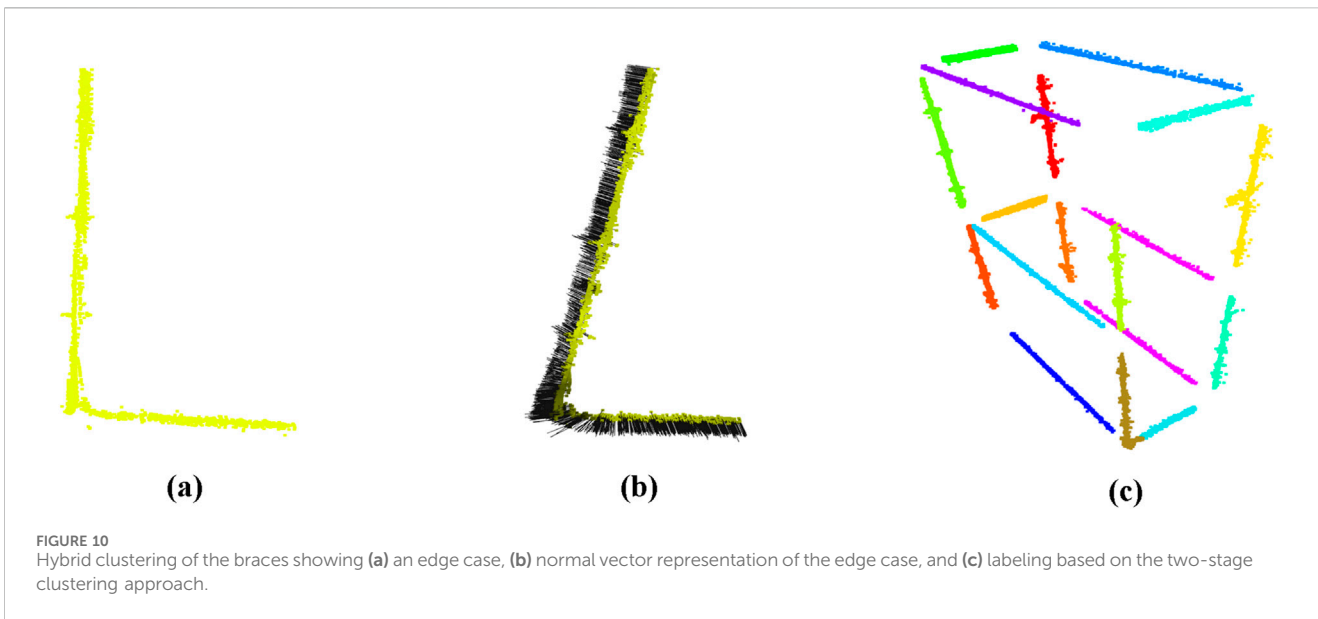 (a)
(b)
(c)
FIGURE 10
Hybrid clustering of the braces showing (a) an edge case, (b) normal vector representation of the edge case, and (c) labeling based on the two-stage
clustering approach.